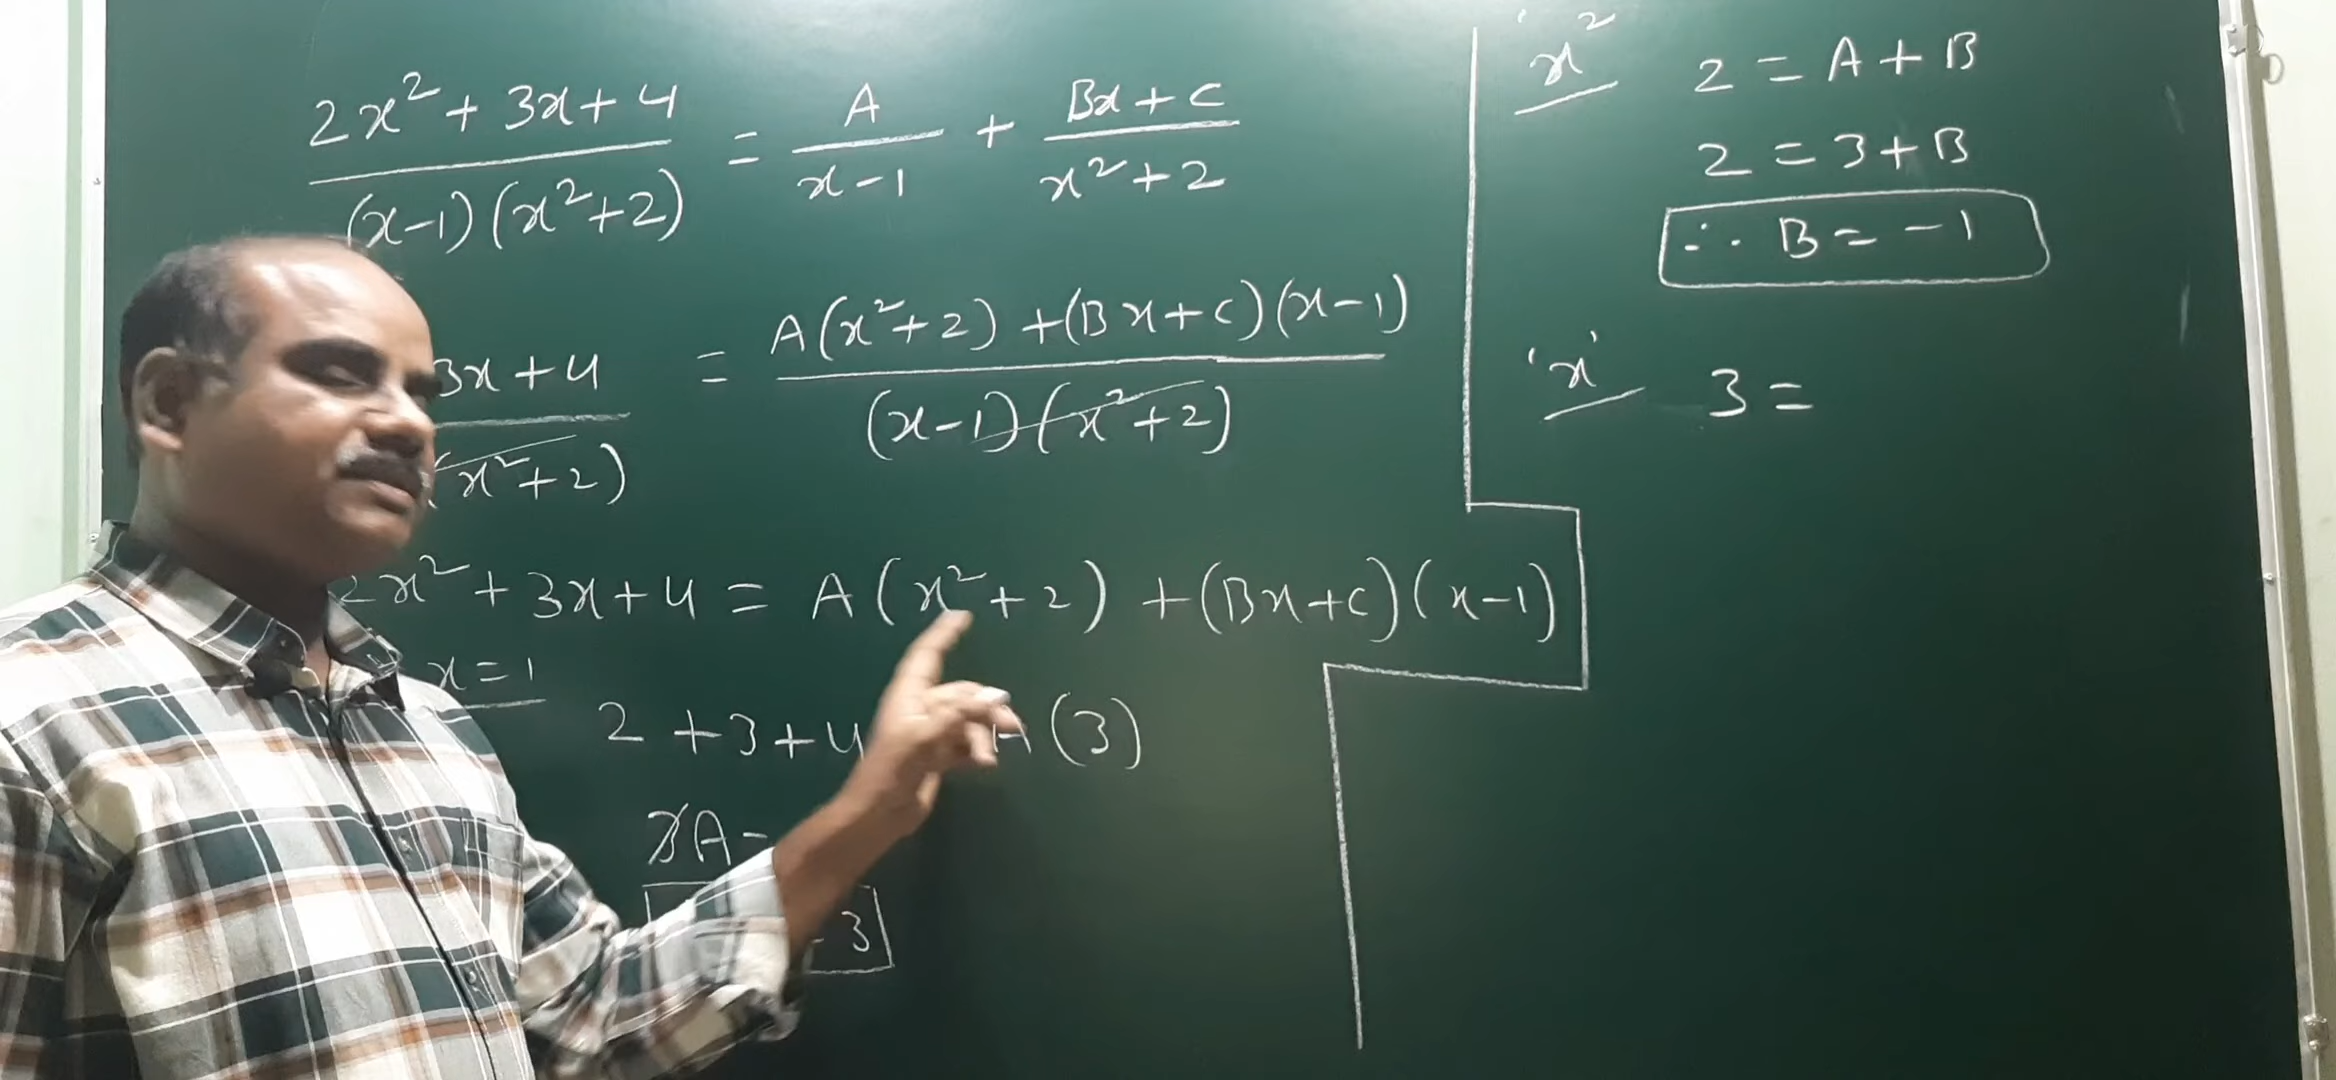 2x² + 3x + 4 / (x-1)(x²+2) = A / x-1 + Bx + C / x²+2
3x + 4 / (x²+2) = A(x²+2) + (Bx+C)(x-1) / (x-1)(x²+2)
2x² + 3x + 4 = A(x²+2) + (Bx+C)(x-1)
x = 1
2 + 3 + 4 A(3)
3A =
= 3
'x²' 2 = A + B
2 = 3 + B
∴ B = -1
'x' 3 =